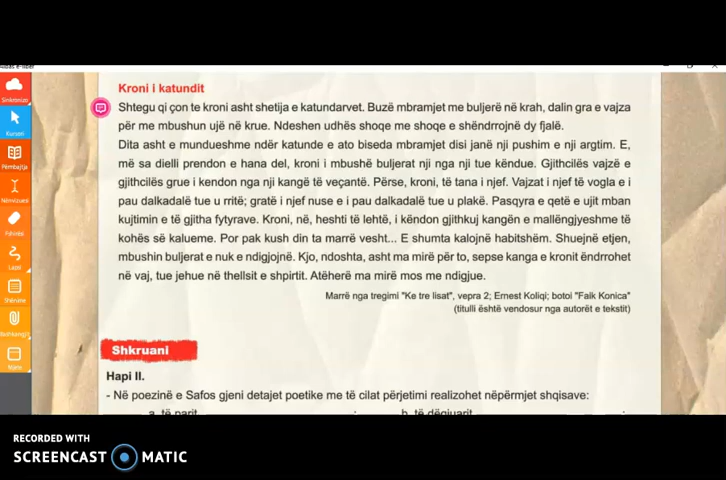 Albas e-liber
Kroni i katundit
Shtegu qi çon te kroni asht shetija e katundarvet. Buzë mbramjet me buljerë në krah, dalin gra e vajza
për me mbushun ujë në krue. Ndeshen udhës shoqe me shoqe e shëndrrojnë dy fjalë.
Dita asht e mundueshme ndër katunde e ato biseda mbramjet disi janë nji pushim e nji argtim. E,
më sa dielli prendon e hana del, kroni i mbushë buljerat nji nga nji tue këndue. Gjithcilës vajzë e
gjithcilës grue i kendon nga nji kangë të veçantë. Përse, kroni, të tana i njef. Vajzat i njef të vogla e i
pau dalkadalë tue u rritë; gratë i njef nuse e i pau dalkadalë tue u plakë. Pasqyra e qetë e ujit mban
kujtimin e të gjitha fytyrave. Kroni, në, heshti të lehtë, i këndon gjithkuj kangën e mallëngjyeshme të
kohës së kalueme. Por pak kush din ta marrë vesht... E shumta kalojnë habitshëm. Shuejnë etjen,
mbushin buljerat e nuk e ndigjojnë. Kjo, ndoshta, asht ma mirë për to, sepse kanga e kronit ëndrrohet
në vaj, tue jehue në thellsit e shpirtit. Atëherë ma mirë mos me ndigjue.
Marrë nga tregimi "Ke tre lisat", vepra 2; Ernest Koliqi; botoi "Faik Konica"
(titulli është vendosur nga autorët e tekstit)
Shkruani
Hapi II.
- Në poezinë e Safos gjeni detajet poetike me të cilat përjetimi realizohet nëpërmjet shqisave:
a. të parit ; b. të dëgjuarit ;
Sinkronizo
Kursori
Përmbajtja
Nënvizuesi
Fshirësi
Lapsi
Shënime
Bashkangjit
Mjete
RECORDED WITH
SCREENCAST MATIC